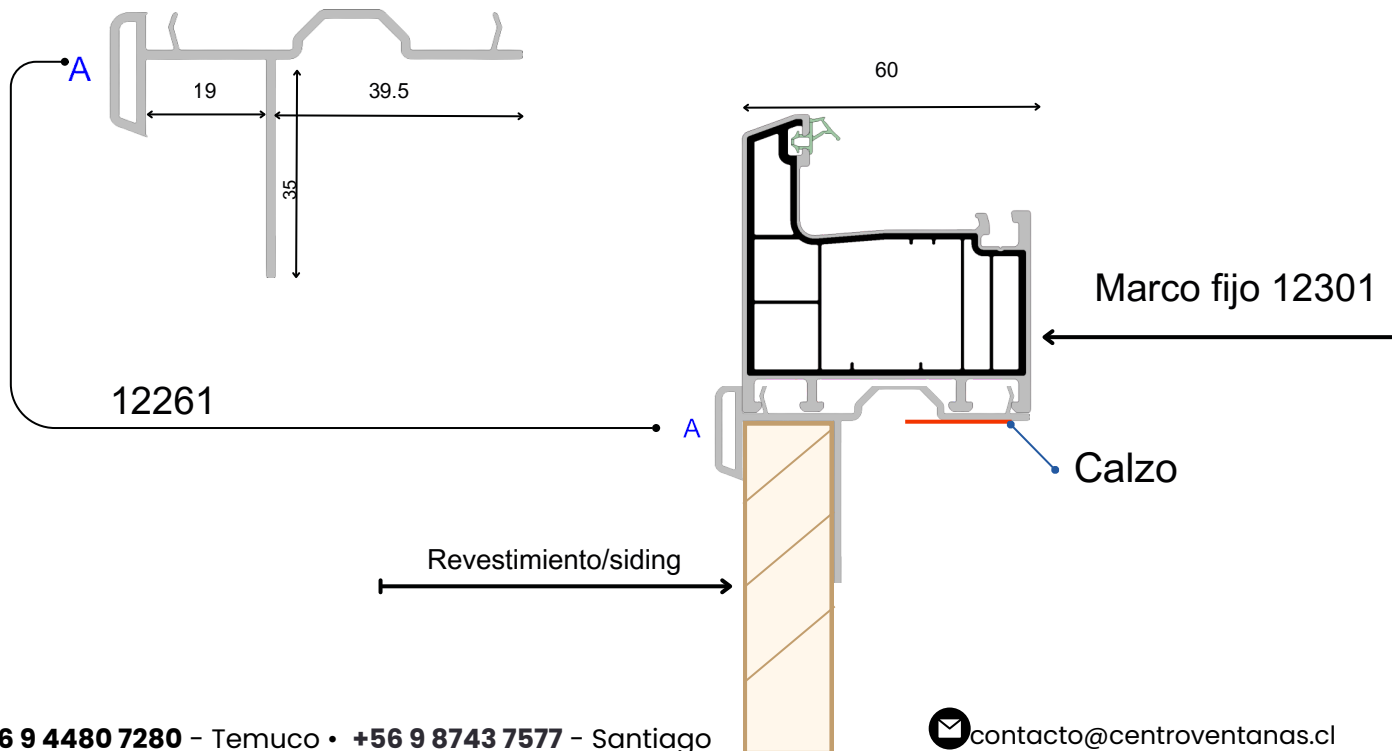 A
19
39.5
35
60
Marco fijo 12301
12261
A
Calzo
Revestimiento/siding
6 9 4480 7280 - Temuco • +56 9 8743 7577 - Santiago
contacto@centroventanas.cl